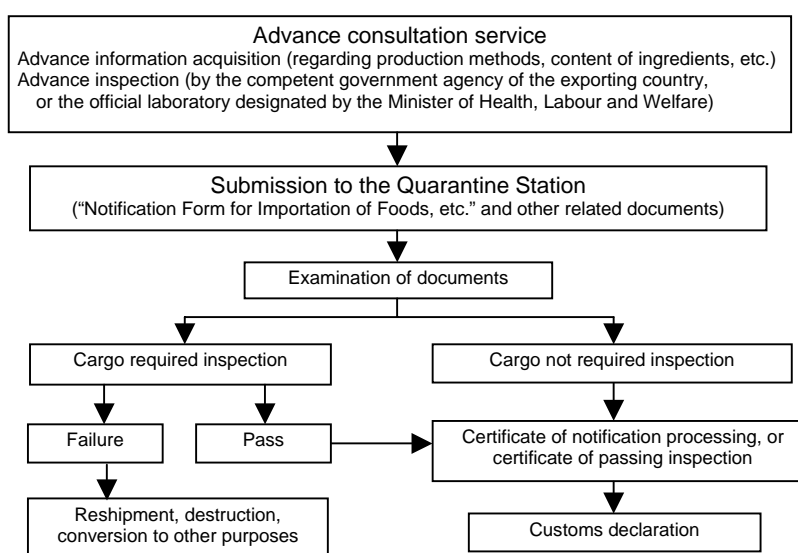 Advance consultation service
Advance information acquisition (regarding production methods, content of ingredients, etc.)
Advance inspection (by the competent government agency of the exporting country,
or the official laboratory designated by the Minister of Health, Labour and Welfare)
Submission to the Quarantine Station
(“Notification Form for Importation of Foods, etc.” and other related documents)
Examination of documents
Cargo required inspection
Cargo not required inspection
Failure
Pass
Certificate of notification processing, or
certificate of passing inspection
Reshipment, destruction,
conversion to other purposes
Customs declaration